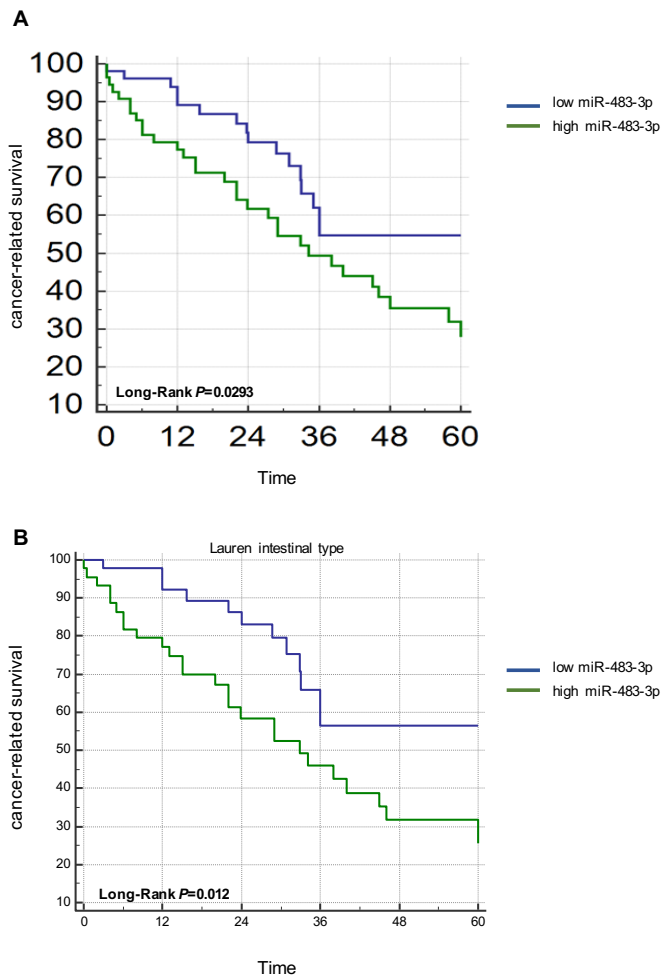 A
100
90
80
70
60
50
40
30
20
10
cancer-related survival
Long-Rank P=0.0293
0 12 24 36 48 60
Time
low miR-483-3p
high miR-483-3p
B
Lauren intestinal type
100
90
80
70
60
50
40
30
20
10
cancer-related survival
Long-Rank P=0.012
0 12 24 36 48 60
Time
low miR-483-3p
high miR-483-3p